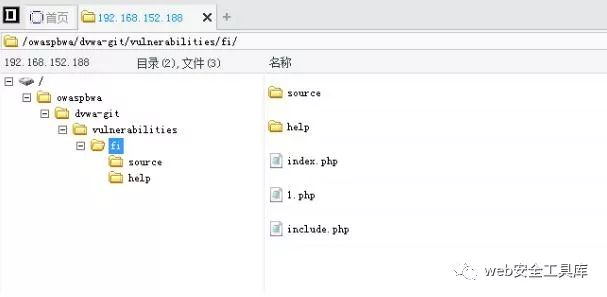 首页
192.168.152.188
/owaspbwa/dvwa-git/vulnerabilities/fi/
192.168.152.188
目录(2),文件(3)
名称
/
owaspbwa
dvwa-git
vulnerabilities
fi
source
help
source
help
index.php
1.php
include.php
web安全工具库